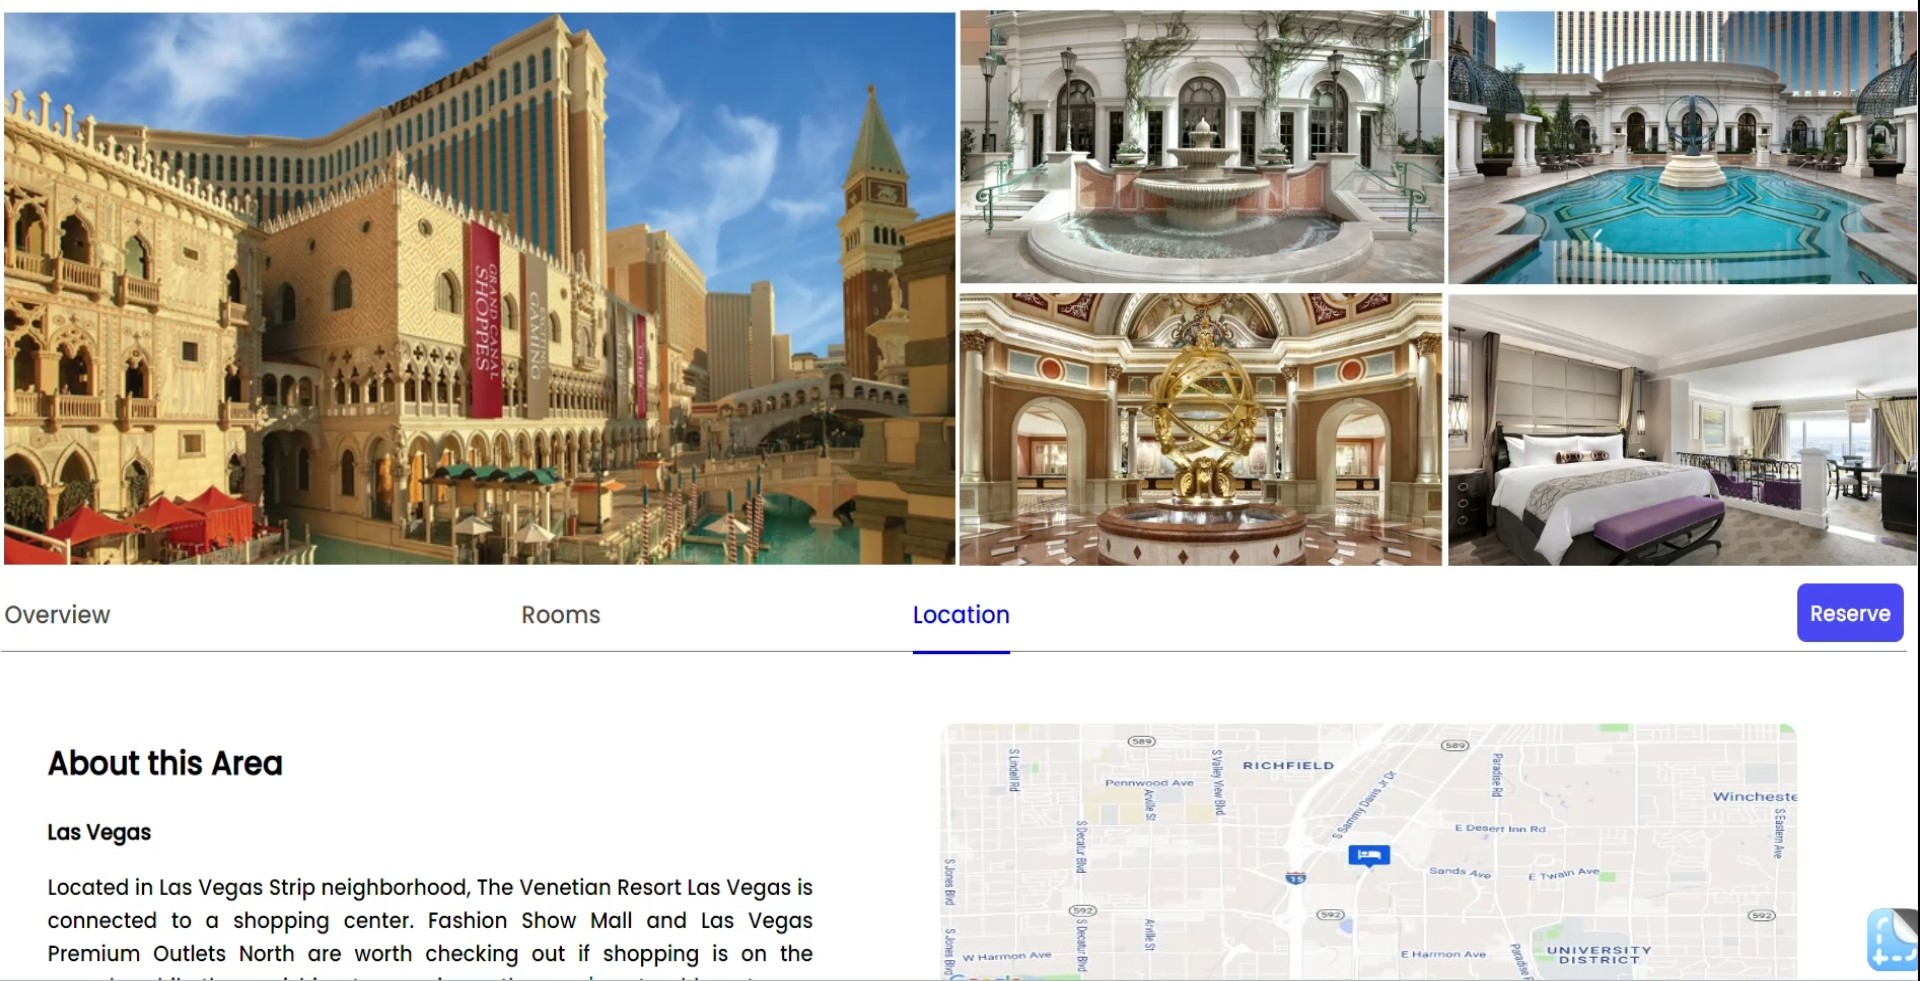 VENETIAN
GRAND CANAL
SHOPPES
GAMING
Overview
Rooms
Location
Reserve
About this Area
Las Vegas
Located in Las Vegas Strip neighborhood, The Venetian Resort Las Vegas is
connected to a shopping center. Fashion Show Mall and Las Vegas
Premium Outlets North are worth checking out if shopping is on the
589
589
S Lindell Rd
S Valley View Blvd
RICHFIELD
Paradise Rd
Pennwood Ave
Arville St
S Sammy Davis Jr Dr
Wincheste
S Eastern Ave
S Decatur Blvd
E Desert Inn Rd
S Jones Blvd
15
Sands Ave
E Twain Ave
592
592
592
S Decatur Blvd
Arville St
S Jones Blvd
W Harmon Ave
E Harmon Ave
Paradise
UNIVERSITY
DISTRICT